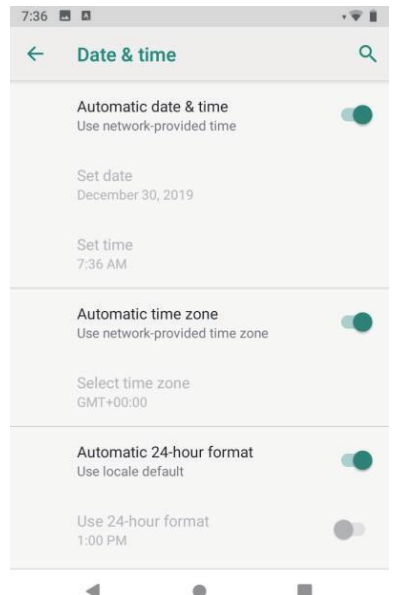 7:36
Date & time
Automatic date & time
Use network-provided time
Set date
December 30, 2019
Set time
7:36 AM
Automatic time zone
Use network-provided time zone
Select time zone
GMT+00:00
Automatic 24-hour format
Use locale default
Use 24-hour format
1:00 PM